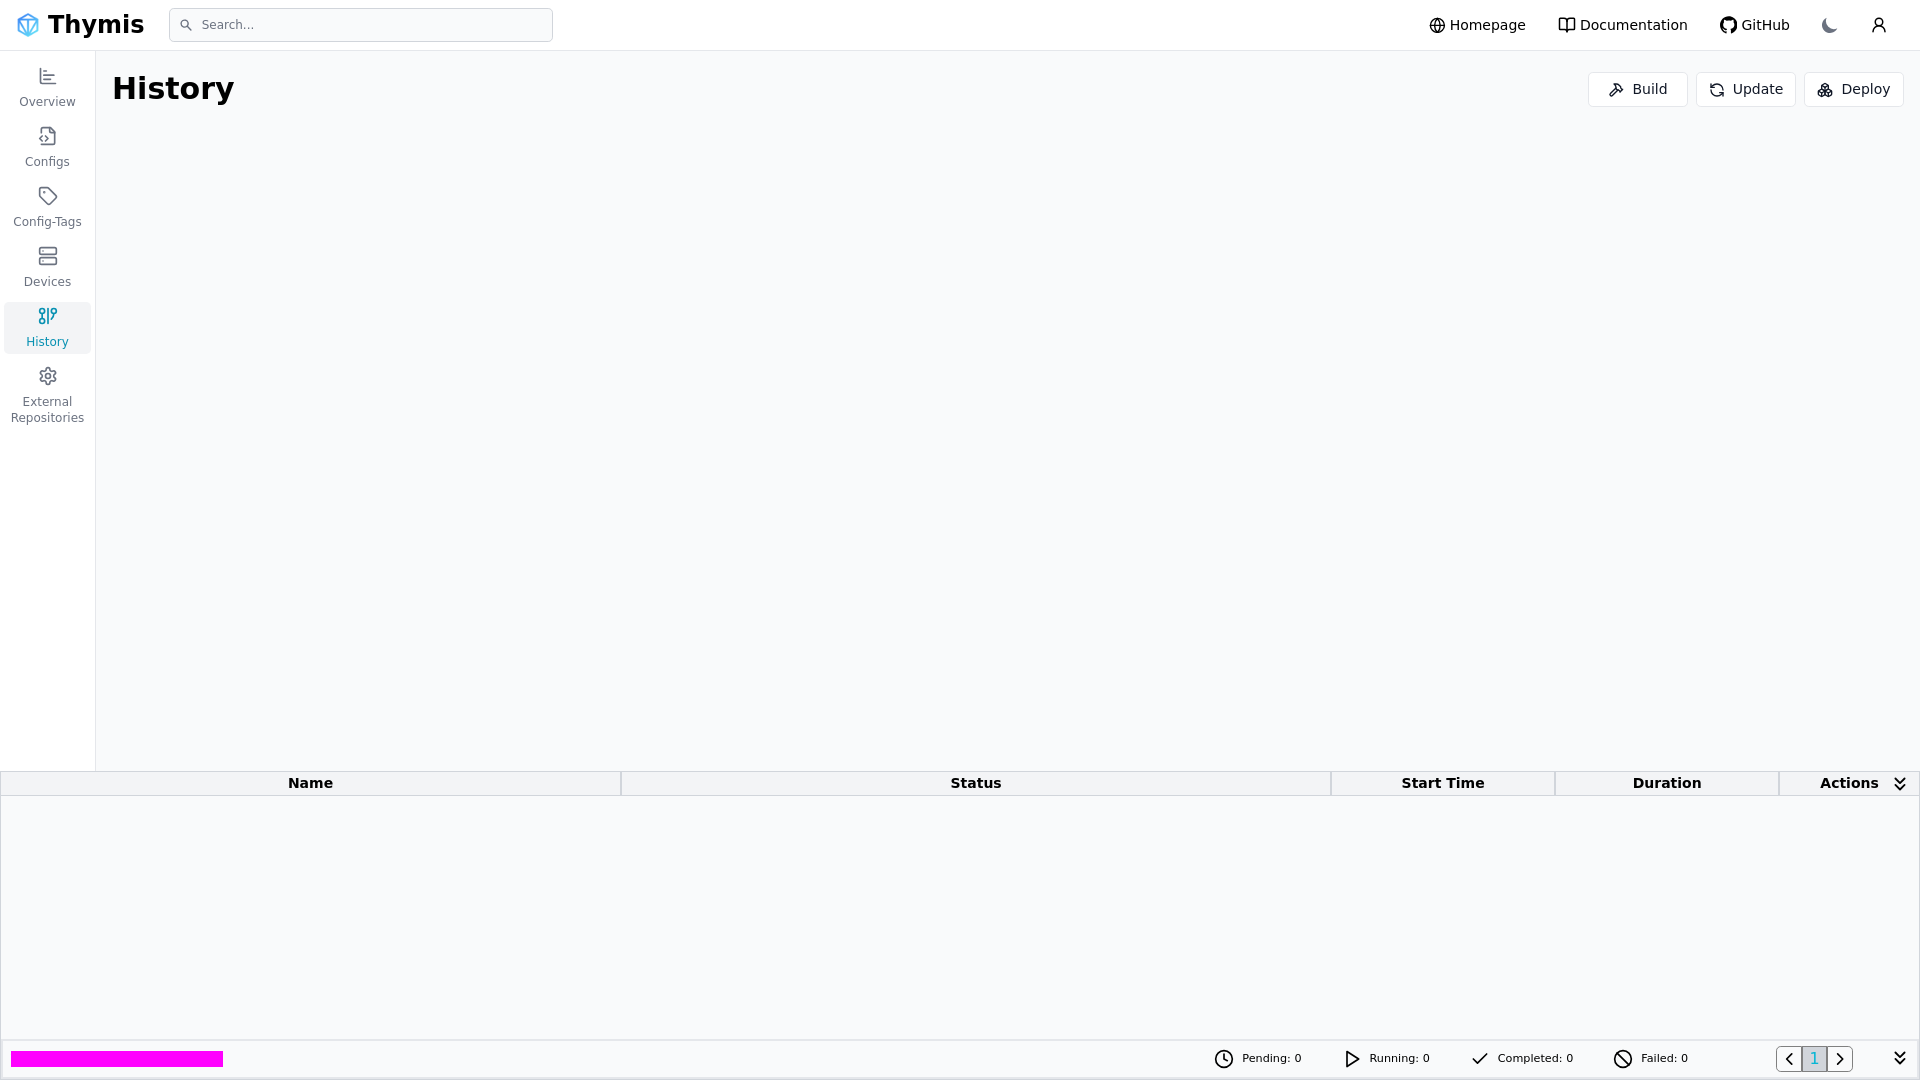 Thymis
Search...
Homepage
Documentation
GitHub
Overview
Configs
Config-Tags
Devices
History
External
Repositories
History
Build
Update
Deploy
Name
Status
Start Time
Duration
Actions
Pending: 0
Running: 0
Completed: 0
Failed: 0
1